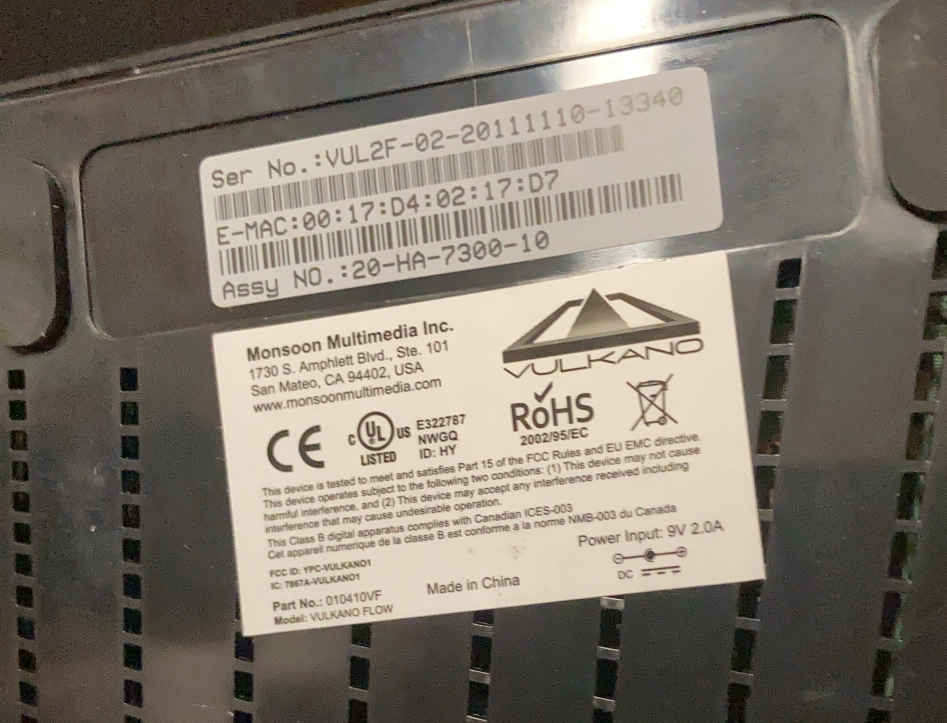 Ser No.:VUL2F-02-20111110-13340
E-MAC:00:17:D4:02:17:D7
Assy NO.:20-HA-7300-10
Monsoon Multimedia Inc.
1730 S. Amphlett Blvd., Ste. 101
San Mateo, CA 94402, USA
www.monsoonmultimedia.com
VULKANO
CE
C UL US
LISTED
E322787
NWGQ
ID: HY
RoHS
2002/95/EC
This device is tested to meet and satisfies Part 15 of the FCC Rules and EU EMC directive.
This device operates subject to the following two conditions: (1) This device may not cause
harmful interference, and (2) This device may accept any interference received including
interference that may cause undesirable operation.
This Class B digital apparatus complies with Canadian ICES-003
Cet appareil numerique de la classe B est conforme à la norme NMB-003 du Canada
Power Input: 9V 2.0A
DC
FCC ID: YPC-VULKANO1
IC: 7867A-VULKANO1
Made in China
Part No.: 010410VF
Model: VULKANO FLOW